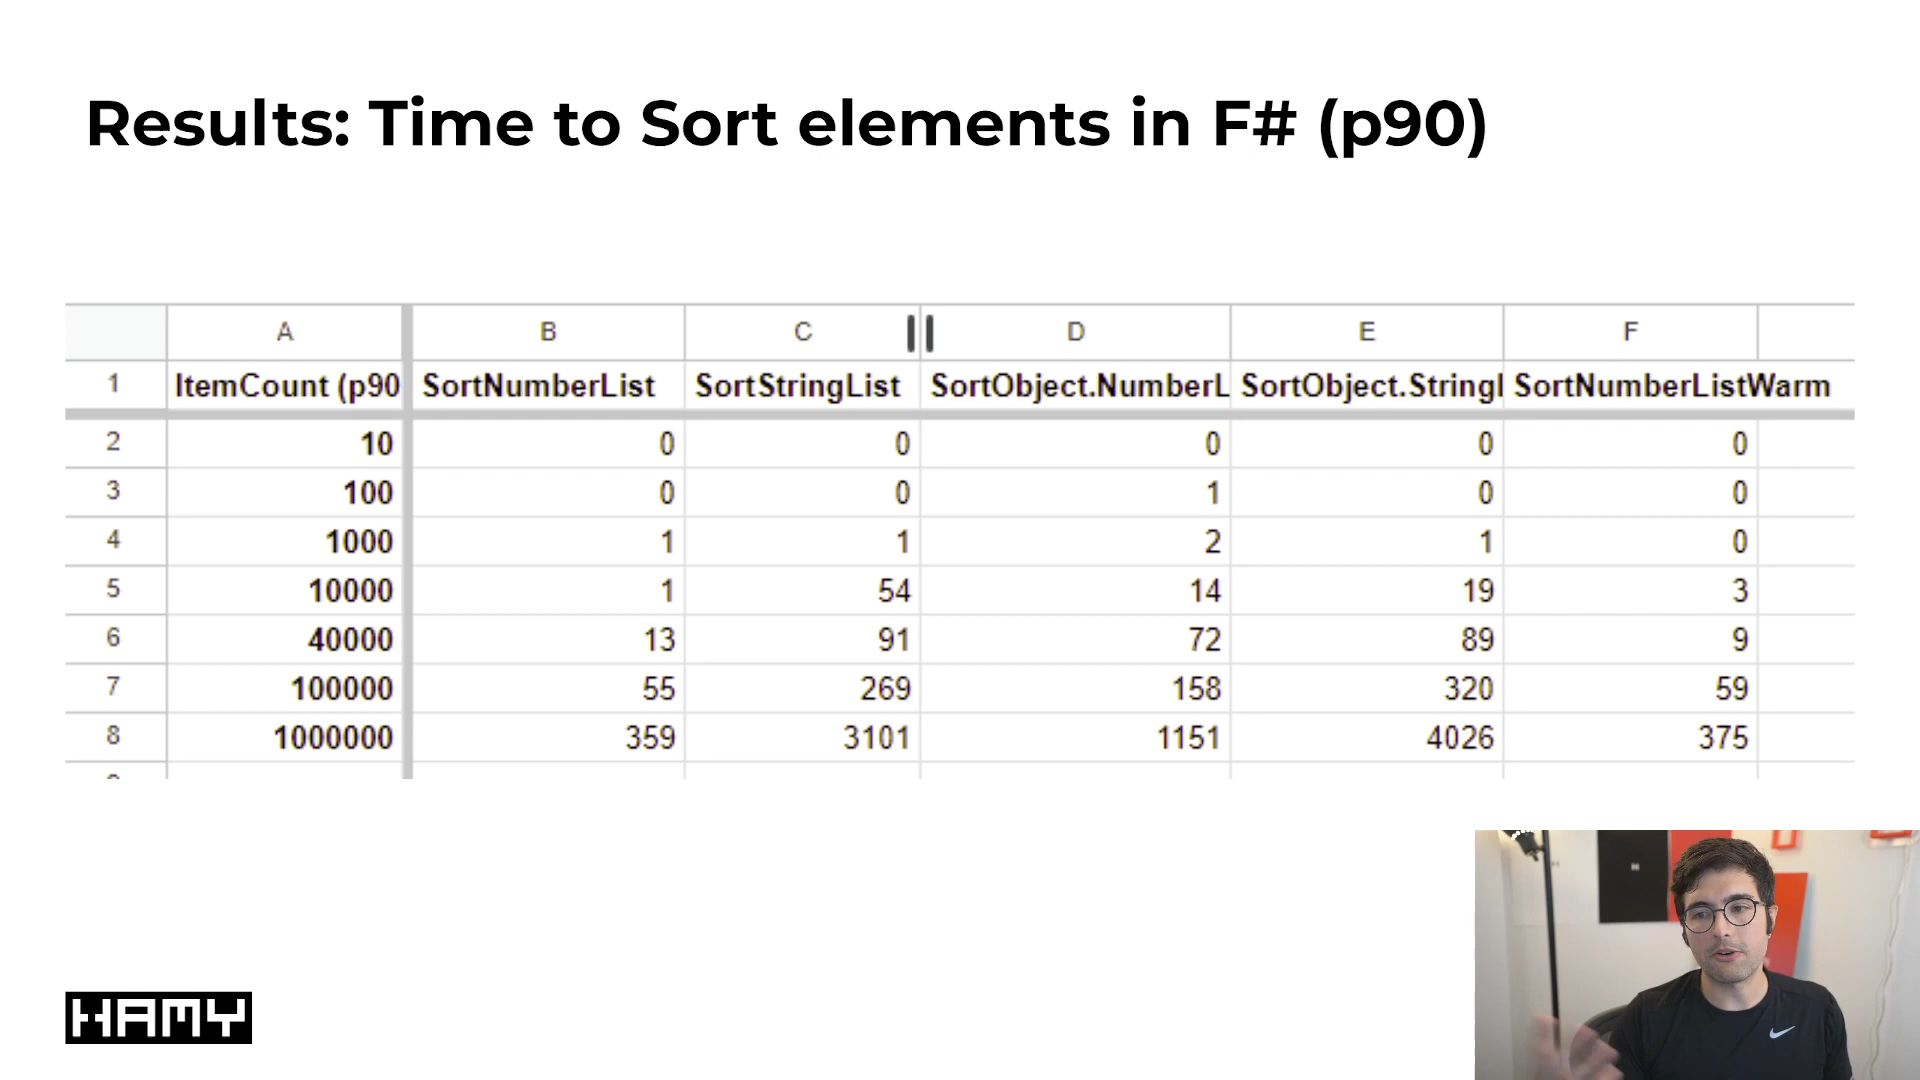 Results: Time to Sort elements in F# (p90)
A B C D E F
1 ItemCount (p90 SortNumberList SortStringList SortObject.NumberL SortObject.Stringl SortNumberListWarm
2 10 0 0 0 0 0
3 100 0 0 1 0 0
4 1000 1 1 2 1 0
5 10000 1 54 14 19 3
6 40000 13 91 72 89 9
7 100000 55 269 158 320 59
8 1000000 359 3101 1151 4026 375
HAMY